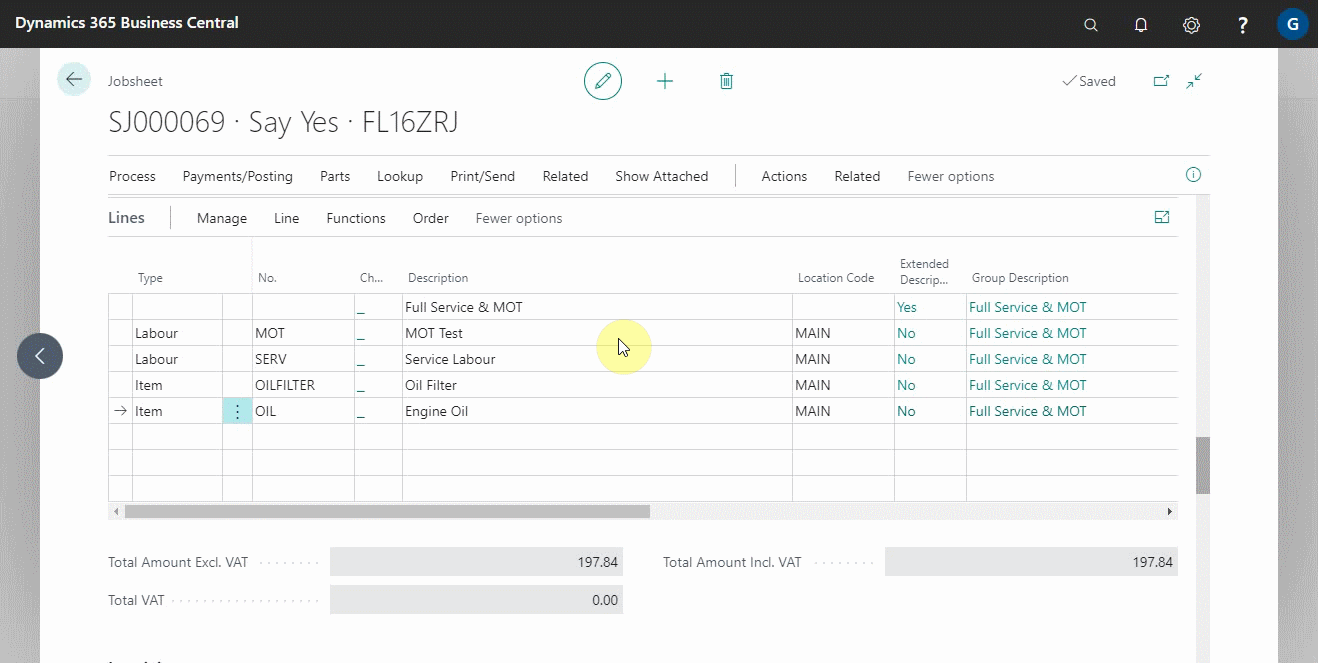 Dynamics 365 Business Central
?
G
Jobsheet
Saved
SJ000069 · Say Yes · FL16ZRJ
Process Payments/Posting Parts Lookup Print/Send Related Show Attached Actions Related Fewer options
Lines Manage Line Functions Order Fewer options
Type No. Ch... Description Location Code Extended Descrip... Group Description
_ Full Service & MOT Yes Full Service & MOT
Labour MOT _ MOT Test MAIN No Full Service & MOT
Labour SERV _ Service Labour MAIN No Full Service & MOT
Item OILFILTER _ Oil Filter MAIN No Full Service & MOT
Item OIL _ Engine Oil MAIN No Full Service & MOT
Total Amount Excl. VAT 197.84 Total Amount Incl. VAT 197.84
Total VAT 0.00